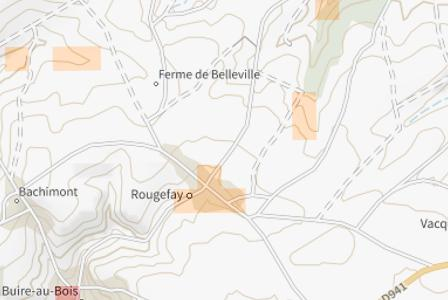 Ferme de Belleville
Bachimont
Rougefay
Vacq
Buire-au-Bois
D941